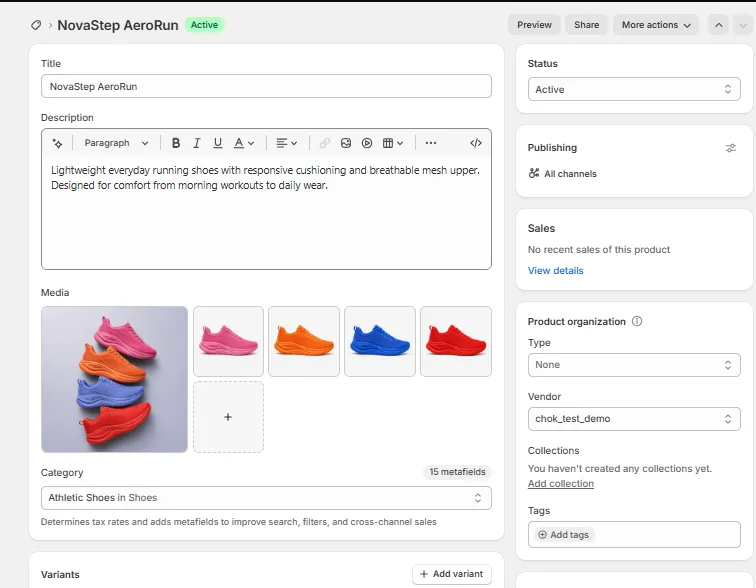 NovaStep AeroRun
Active
Preview
Share
More actions
Title
NovaStep AeroRun
Description
Paragraph
B I U A
Lightweight everyday running shoes with responsive cushioning and breathable mesh upper.
Designed for comfort from morning workouts to daily wear.
Media
Category
15 metafields
Athletic Shoes in Shoes
Determines tax rates and adds metafields to improve search, filters, and cross-channel sales
Variants
Add variant
Status
Active
Publishing
All channels
Sales
No recent sales of this product
View details
Product organization
Type
None
Vendor
chok_test_demo
Collections
You haven't created any collections yet.
Add collection
Tags
Add tags